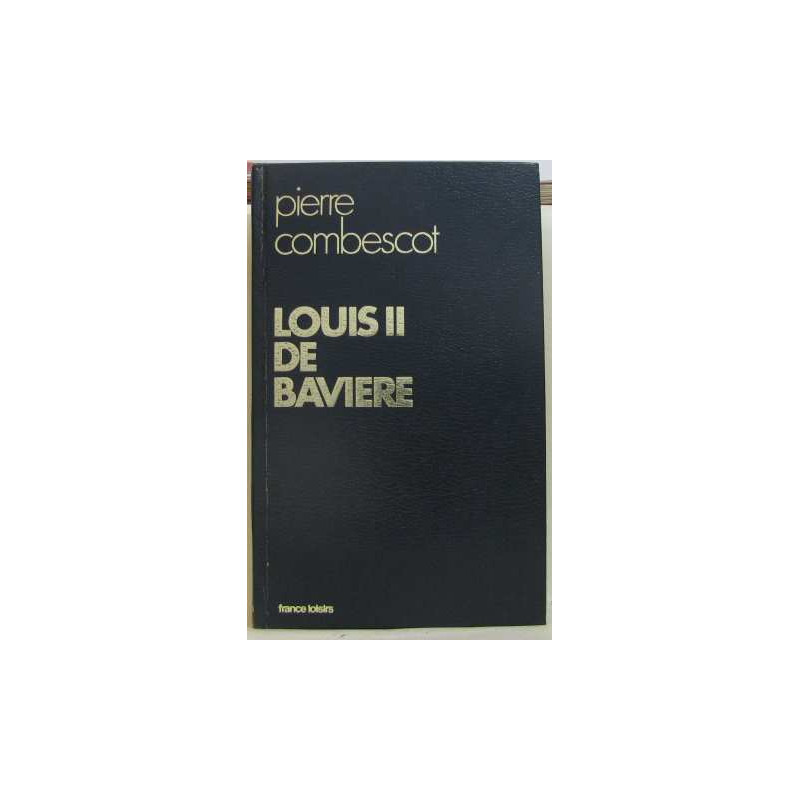 pierre
combescot
LOUIS II
DE
BAVIERE
france loisirs